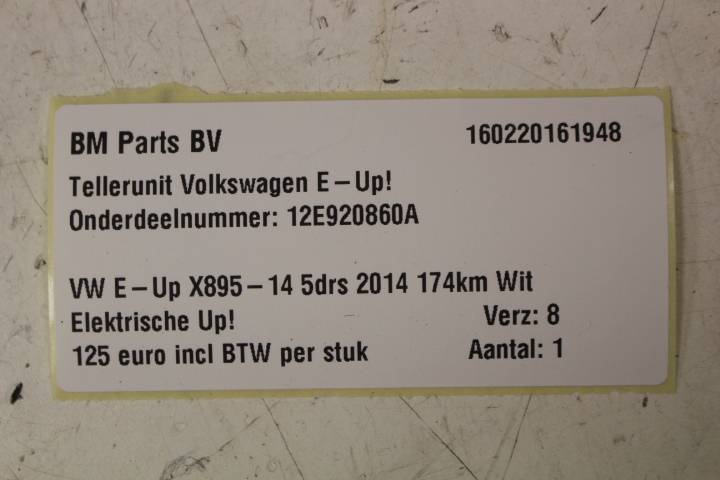 BM Parts BV 160220161948
Tellerunit Volkswagen E-Up!
Onderdeelnummer: 12E920860A
VW E-Up X895-14 5drs 2014 174km Wit
Elektrische Up! Verz: 8
125 euro incl BTW per stuk Aantal: 1